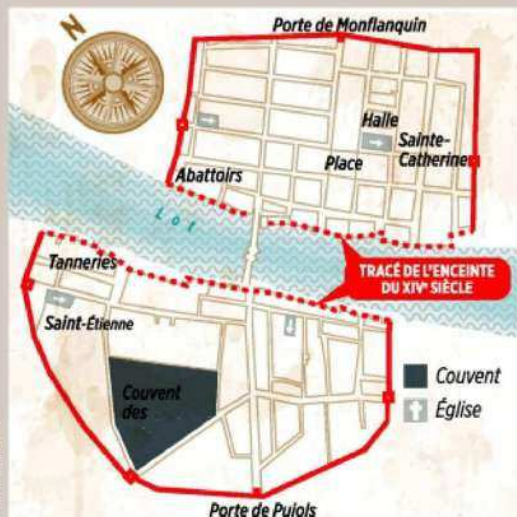 N
Porte de Monflanquin
Halle
Sainte-
Catherine
Place
Abattoirs
Lot
Tanneries
TRACÉ DE L'ENCEINTE
DU XIVe SIÈCLE
Saint-Étienne
Couvent
des
Couvent
Église
Porte de Pujols